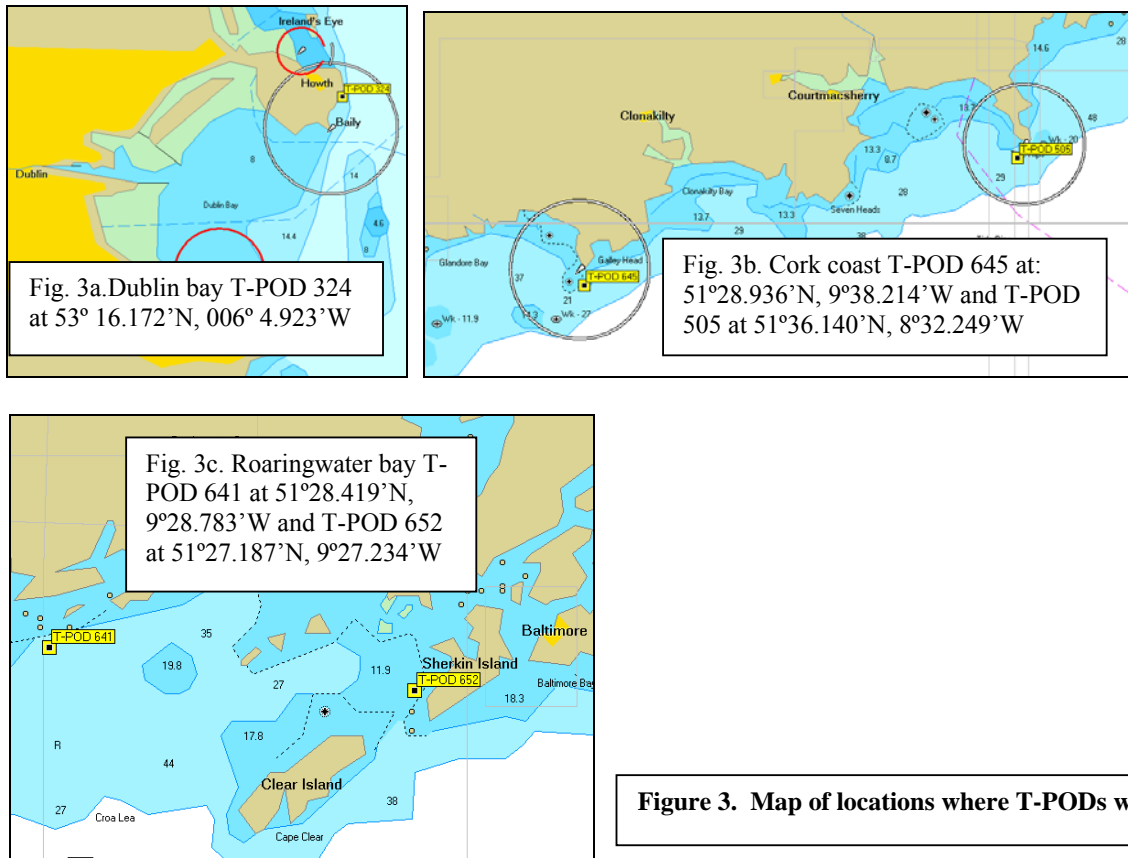 Ireland's Eye
Howth
T-POD 324
Baily
8
14
Dublin
Dublin Bay
4.6
14.4
8
Fig. 3a.Dublin bay T-POD 324
at 53º 16.172’N, 006º 4.923’W
14.6
28
Courtmacsherry
Clonakilty
13.7
48
Wk - 20
T-POD 505
13.3
8.7
29
Clonakilty Bay
28
Seven Heads
13.7
13.3
29
38
Glandore Bay
Galley Head
37
T-POD 645
21
Wk - 11.9
14.3
Wk - 27
Fig. 3b. Cork coast T-POD 645 at:
51º28.936’N, 9º38.214’W and T-POD
505 at 51º36.140’N, 8º32.249’W
Fig. 3c. Roaringwater bay T-
POD 641 at 51º28.419’N,
9º28.783’W and T-POD 652
at 51º27.187’N, 9º27.234’W
T-POD 641
35
Baltimore
19.8
11.9
Sherkin Island
27
T-POD 652
Baltimore Bay
18.3
17.8
R
44
Clear Island
27
38
Croa Lea
Cape Clear
Figure 3. Map of locations where T-PODs w